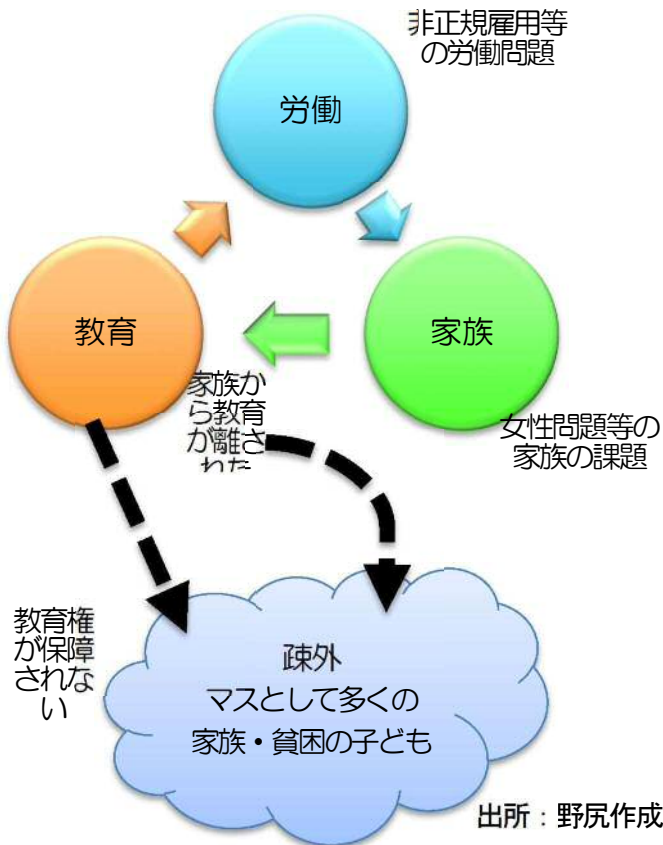 非正規雇用等
の労働問題
労働
教育
家族
家族か
ら教育
が離さ
れた
女性問題等の
家族の課題
教育権
が保障
されな
い
疎外
マスとして多くの
家族・貧困の子ども
出所：野尻作成